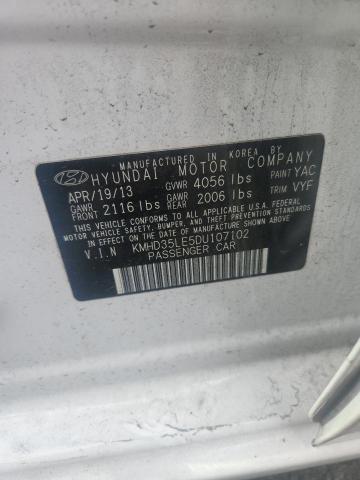 MANUFACTURED IN KOREA BY
HYUNDAI MOTOR COMPANY
APR/19/13 GVWR 4056 lbs PAINT YAC
GAWR FRONT 2116 lbs GAWR REAR 2006 lbs TRIM VYF
THIS VEHICLE CONFORMS TO ALL APPLICABLE U.S.A. FEDERAL
MOTOR VEHICLE SAFETY, BUMPER, AND THEFT PREVENTION STANDARDS
IN EFFECT ON THE DATE OF MANUFACTURE SHOWN ABOVE.
V.I.N KMHD35LE5DU107102
PASSENGER CAR